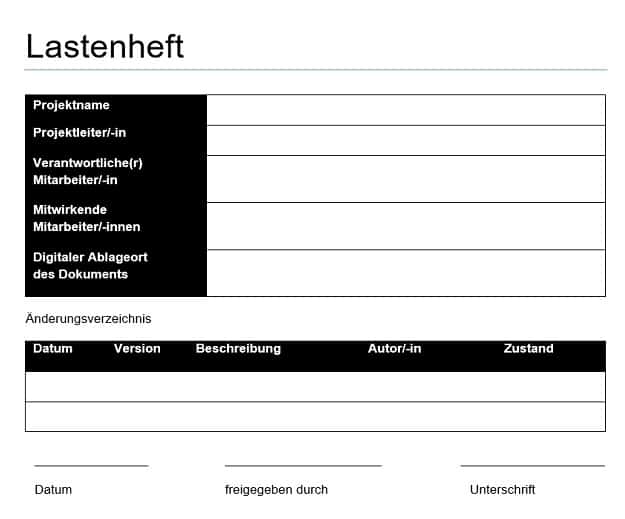 Lastenheft
Projektname
Projektleiter/-in
Verantwortliche(r)
Mitarbeiter/-in
Mitwirkende
Mitarbeiter/-innen
Digitaler Ablageort
des Dokuments
Änderungsverzeichnis
Datum Version Beschreibung Autor/-in Zustand
Datum freigegeben durch Unterschrift